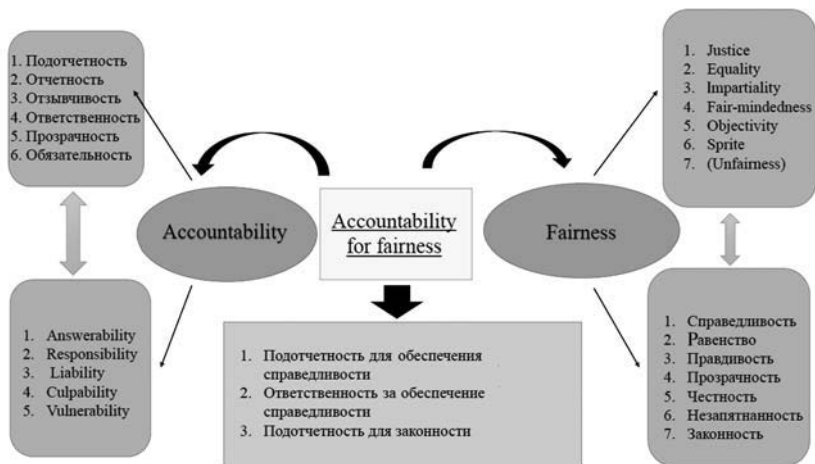 1. Подотчетность
2. Отчетность
3. Отзывчивость
4. Ответственность
5. Прозрачность
6. Обязательность
1. Justice
2. Equality
3. Impartiality
4. Fair-mindedness
5. Objectivity
6. Sprite
7. (Unfairness)
Accountability
Accountability
for fairness
Fairness
1. Answerability
2. Responsibility
3. Liability
4. Culpability
5. Vulnerability
1. Подотчетность для обеспечения
справедливости
2. Ответственность за обеспечение
справедливости
3. Подотчетность для законности
1. Справедливость
2. Равенство
3. Правдивость
4. Прозрачность
5. Честность
6. Незапятнанность
7. Законность